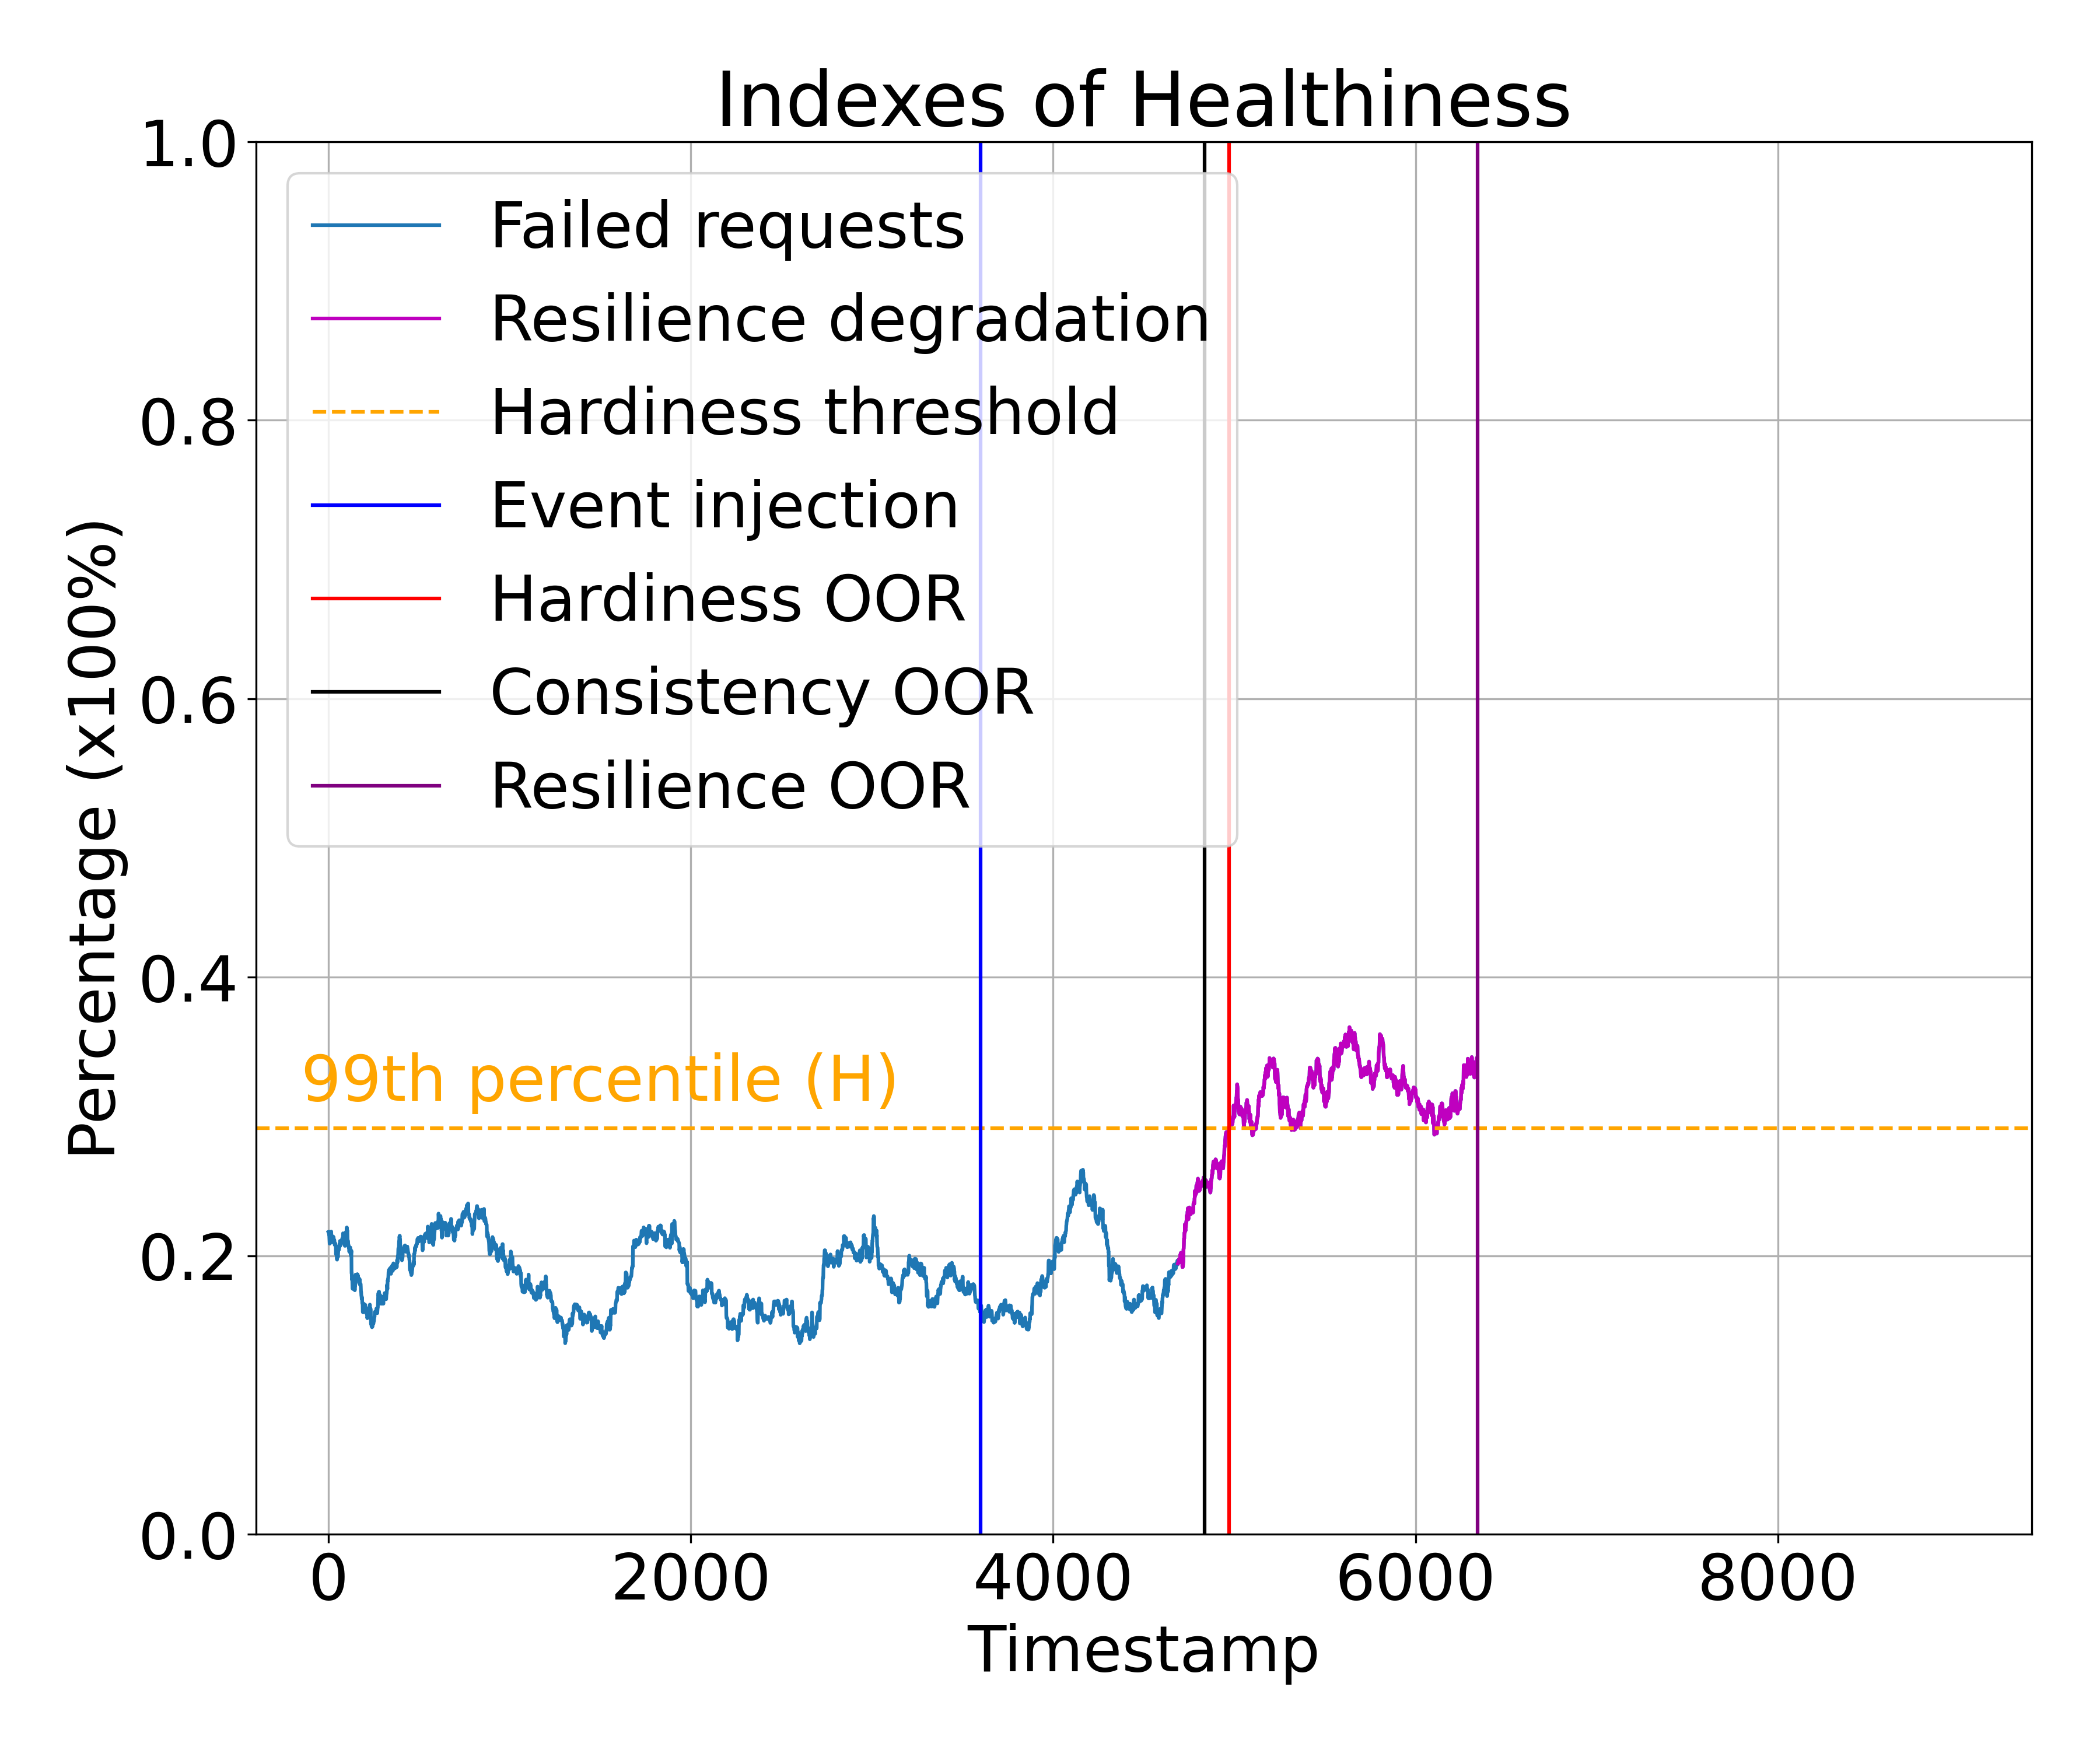 Indexes of Healthiness
1.0
0.8
0.6
0.4
0.2
0.0
Percentage (x100%)
Failed requests
Resilience degradation
Hardiness threshold
Event injection
Hardiness OOR
Consistency OOR
Resilience OOR
99th percentile (H)
0 2000 4000 6000 8000
Timestamp